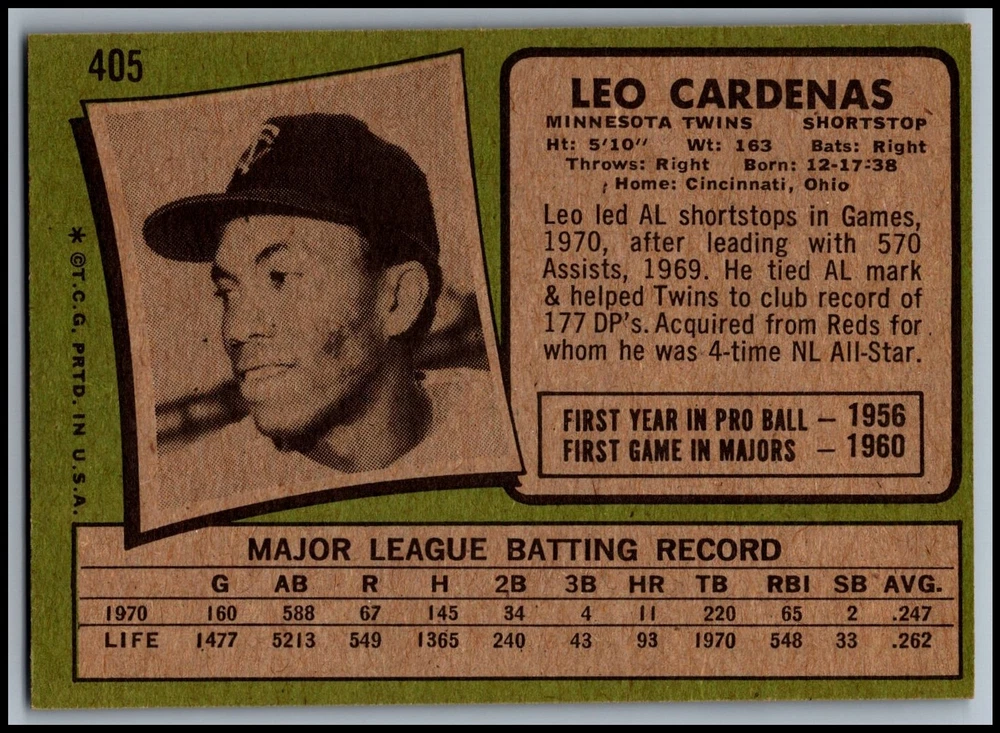 405
LEO CARDENAS
MINNESOTA TWINS SHORTSTOP
Ht: 5'10" Wt: 163 Bats: Right
Throws: Right Born: 12-17-38
Home: Cincinnati, Ohio
Leo led AL shortstops in Games,
1970, after leading with 570
Assists, 1969. He tied AL mark
& helped Twins to club record of
177 DP's. Acquired from Reds for
whom he was 4-time NL All-Star.
FIRST YEAR IN PRO BALL – 1956
FIRST GAME IN MAJORS – 1960
* © T.C.G. PRTD. IN U.S.A.
MAJOR LEAGUE BATTING RECORD
G AB R H 2B 3B HR TB RBI SB AVG.
1970 160 588 67 145 34 4 11 220 65 2 .247
LIFE 1477 5213 549 1365 240 43 93 1970 548 33 .262